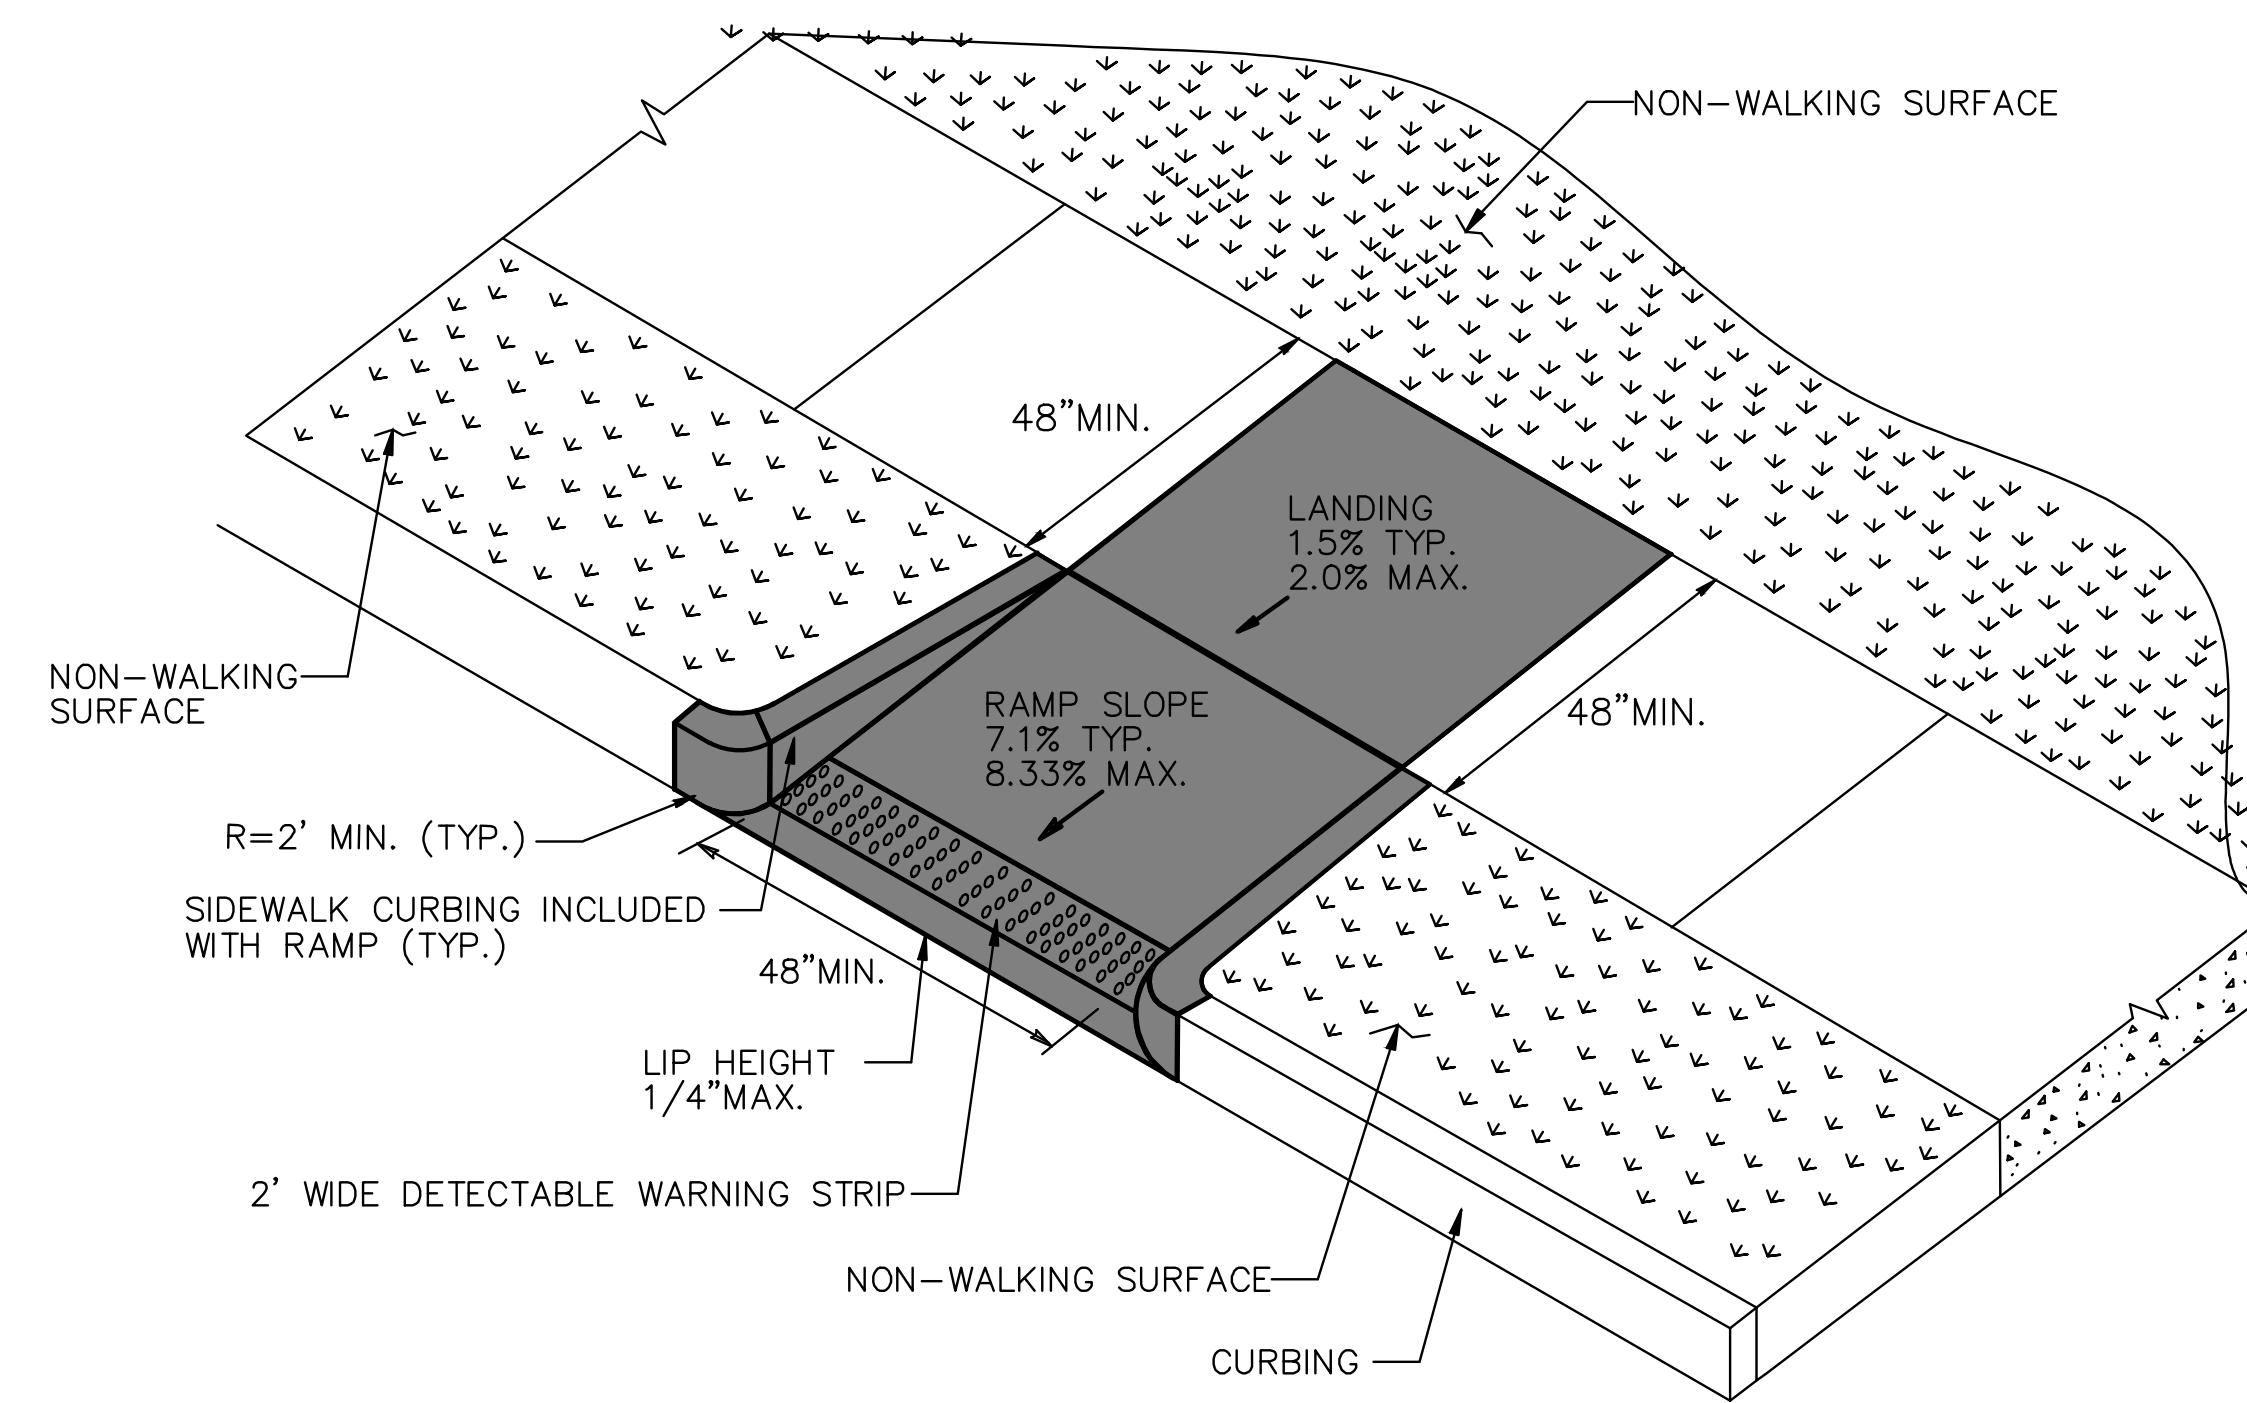 NON-WALKING SURFACE
48”MIN.
LANDING
1.5% TYP.
2.0% MAX.
NON-WALKING
SURFACE
RAMP SLOPE
7.1% TYP.
8.33% MAX.
48”MIN.
R=2’ MIN. (TYP.)
SIDEWALK CURBING INCLUDED
WITH RAMP (TYP.)
48”MIN.
LIP HEIGHT
1/4”MAX.
2’ WIDE DETECTABLE WARNING STRIP
NON-WALKING SURFACE
CURBING